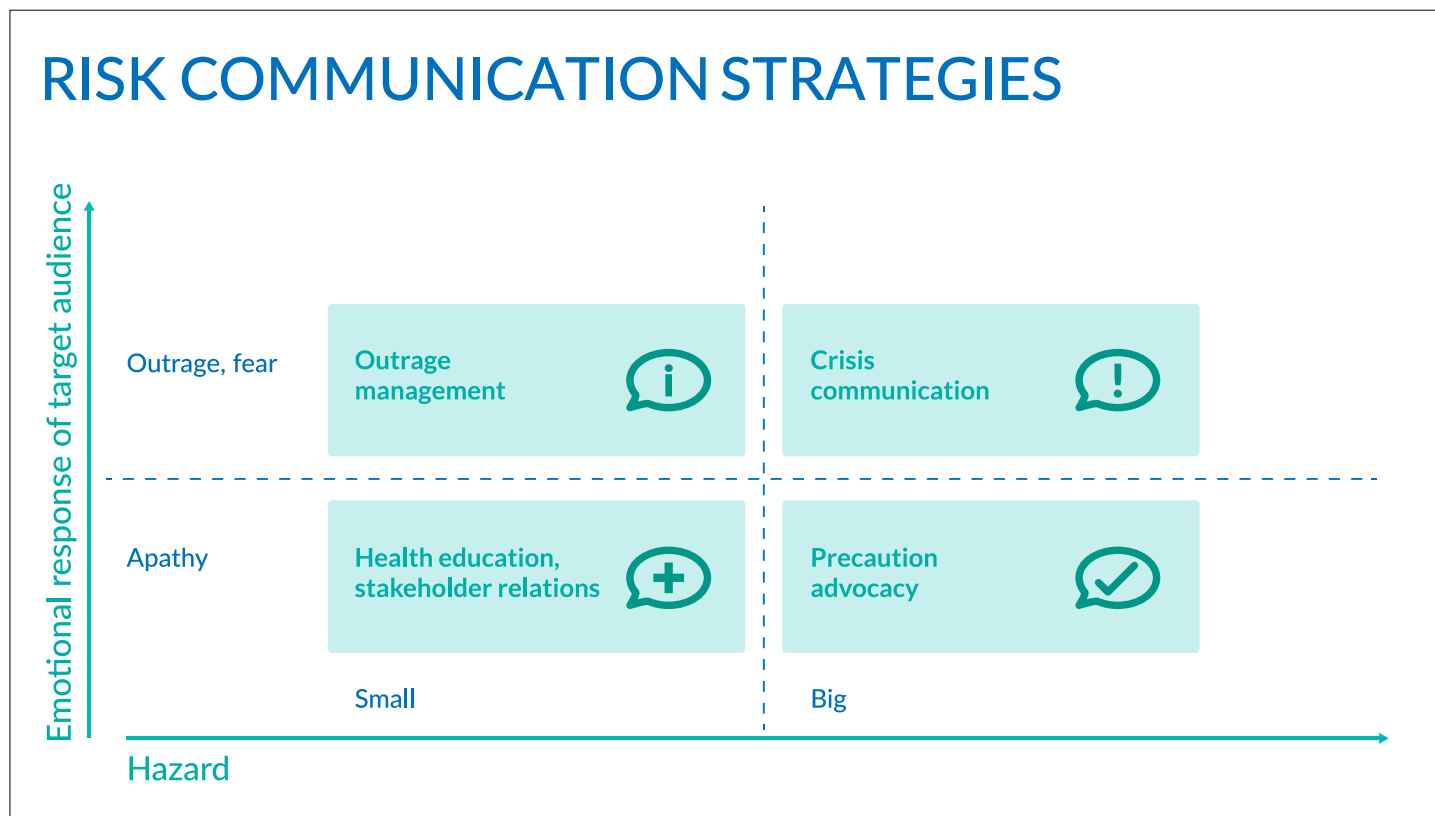 RISK COMMUNICATION STRATEGIES
Emotional response of target audience
Outrage, fear
Outrage
management
i
Crisis
communication
!
Apathy
Health education,
stakeholder relations
Precaution
advocacy
Small
Big
Hazard